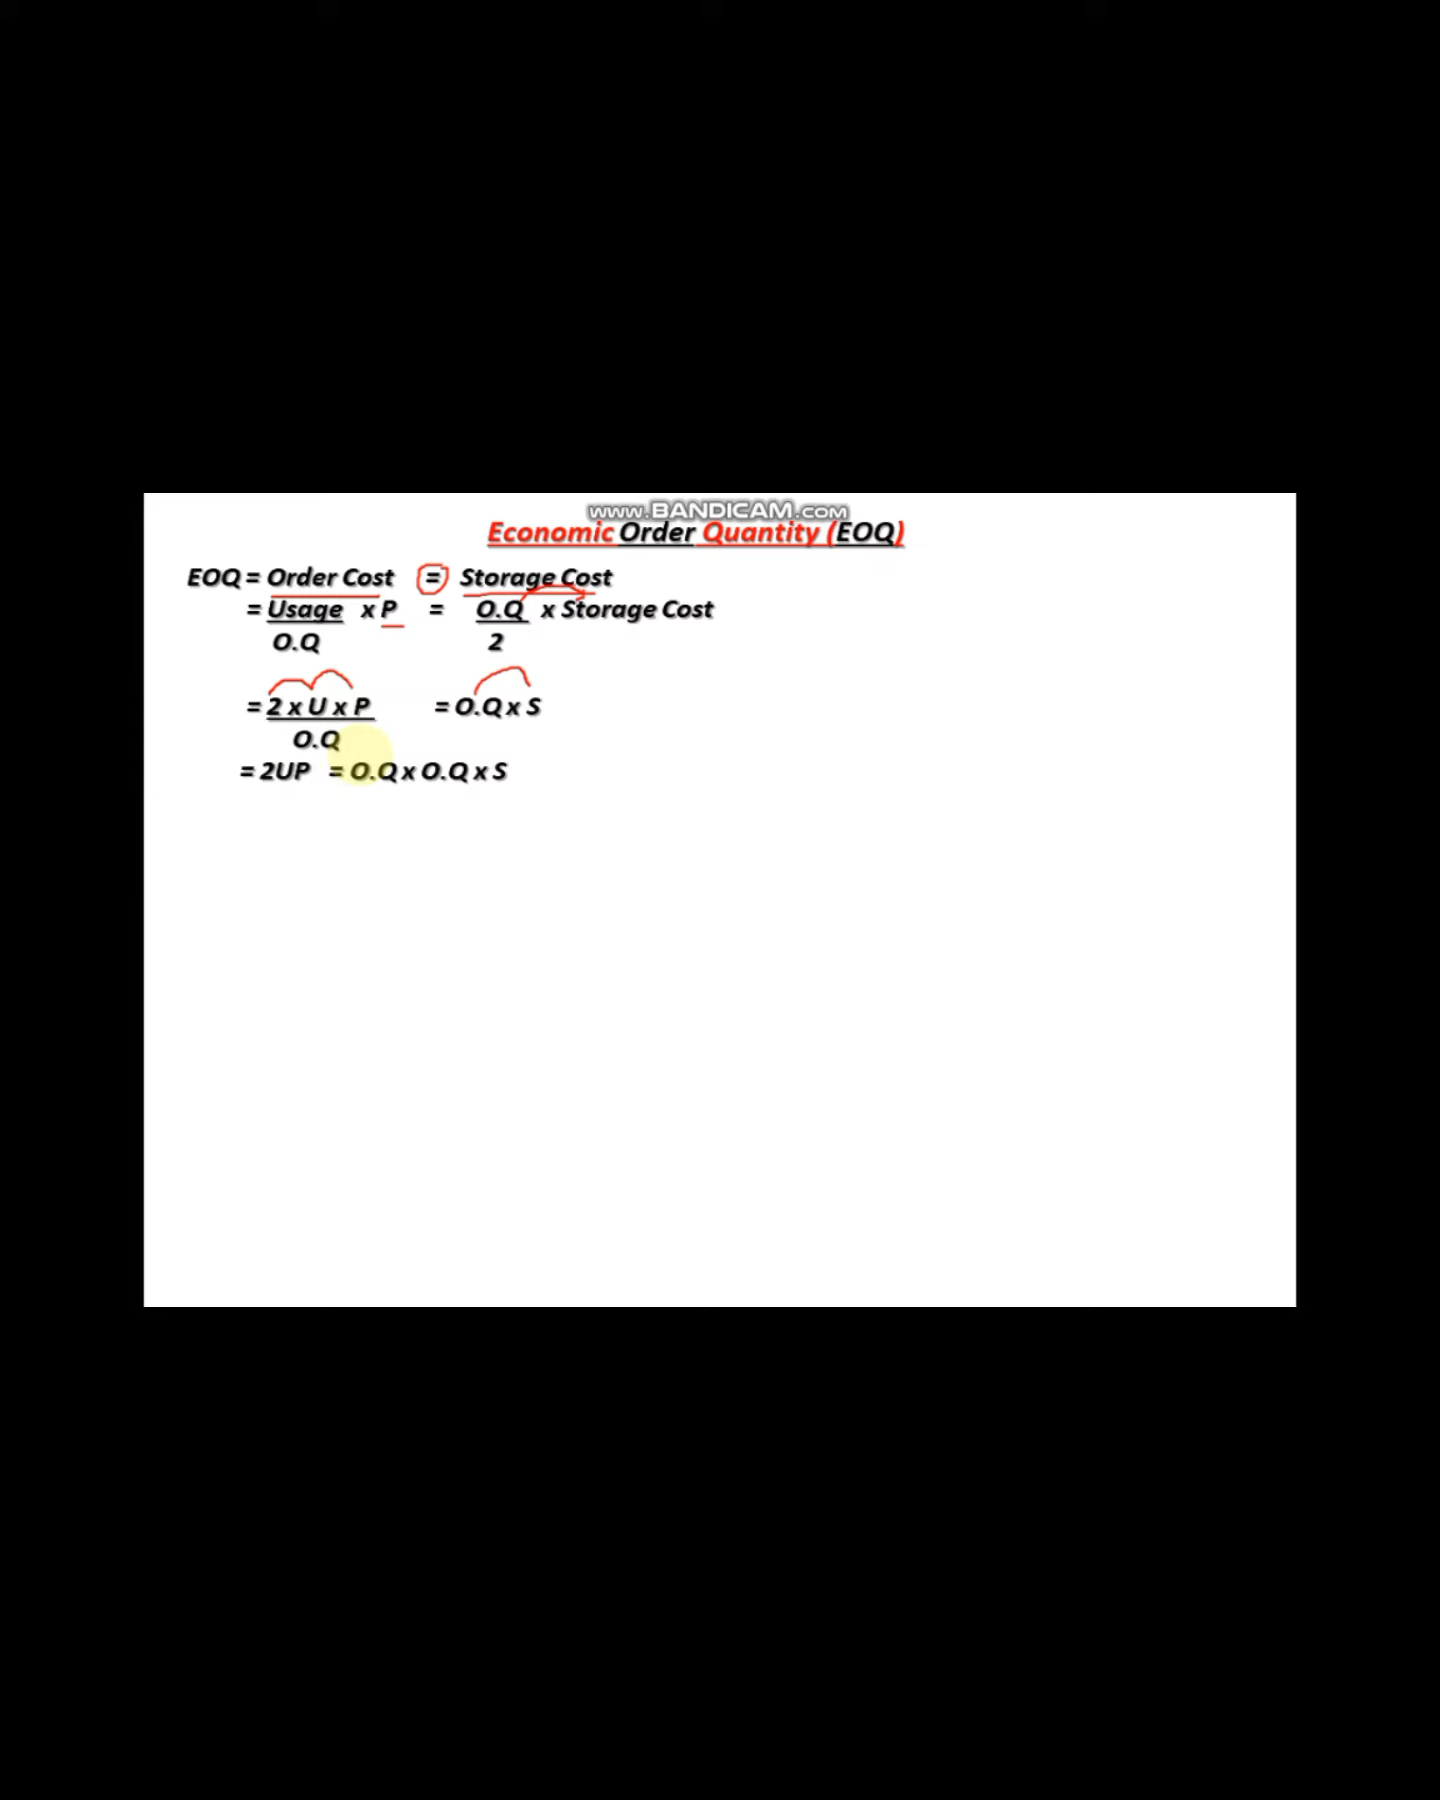 www.BANDICAM.com
Economic Order Quantity (EOQ)
EOQ = Order Cost = Storage Cost
= Usage x P = O.Q x Storage Cost
O.Q 2
= 2 x U x P = O.Q x S
O.Q
= 2UP = O.Q x O.Q x S